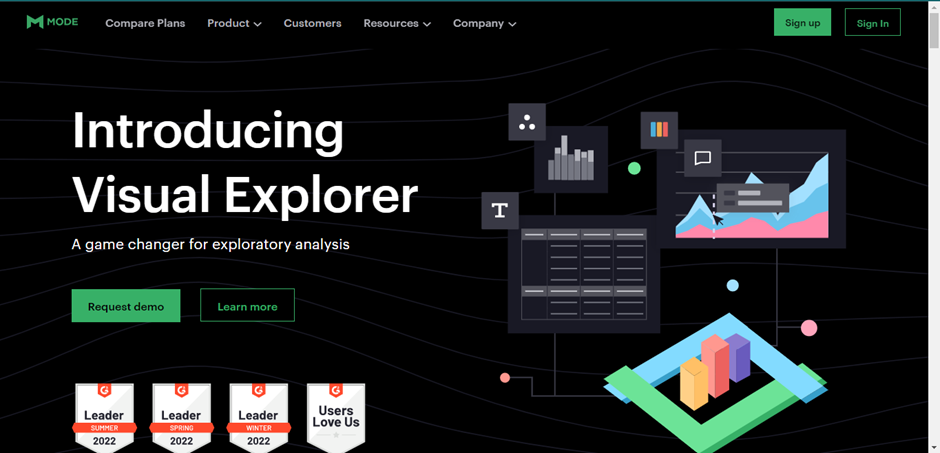 MODE
Compare Plans
Product
Customers
Resources
Company
Sign up
Sign In
Introducing
Visual Explorer
A game changer for exploratory analysis
Request demo
Learn more
T
Leader
SUMMER
2022
Leader
SPRING
2022
Leader
WINTER
2022
Users
Love Us